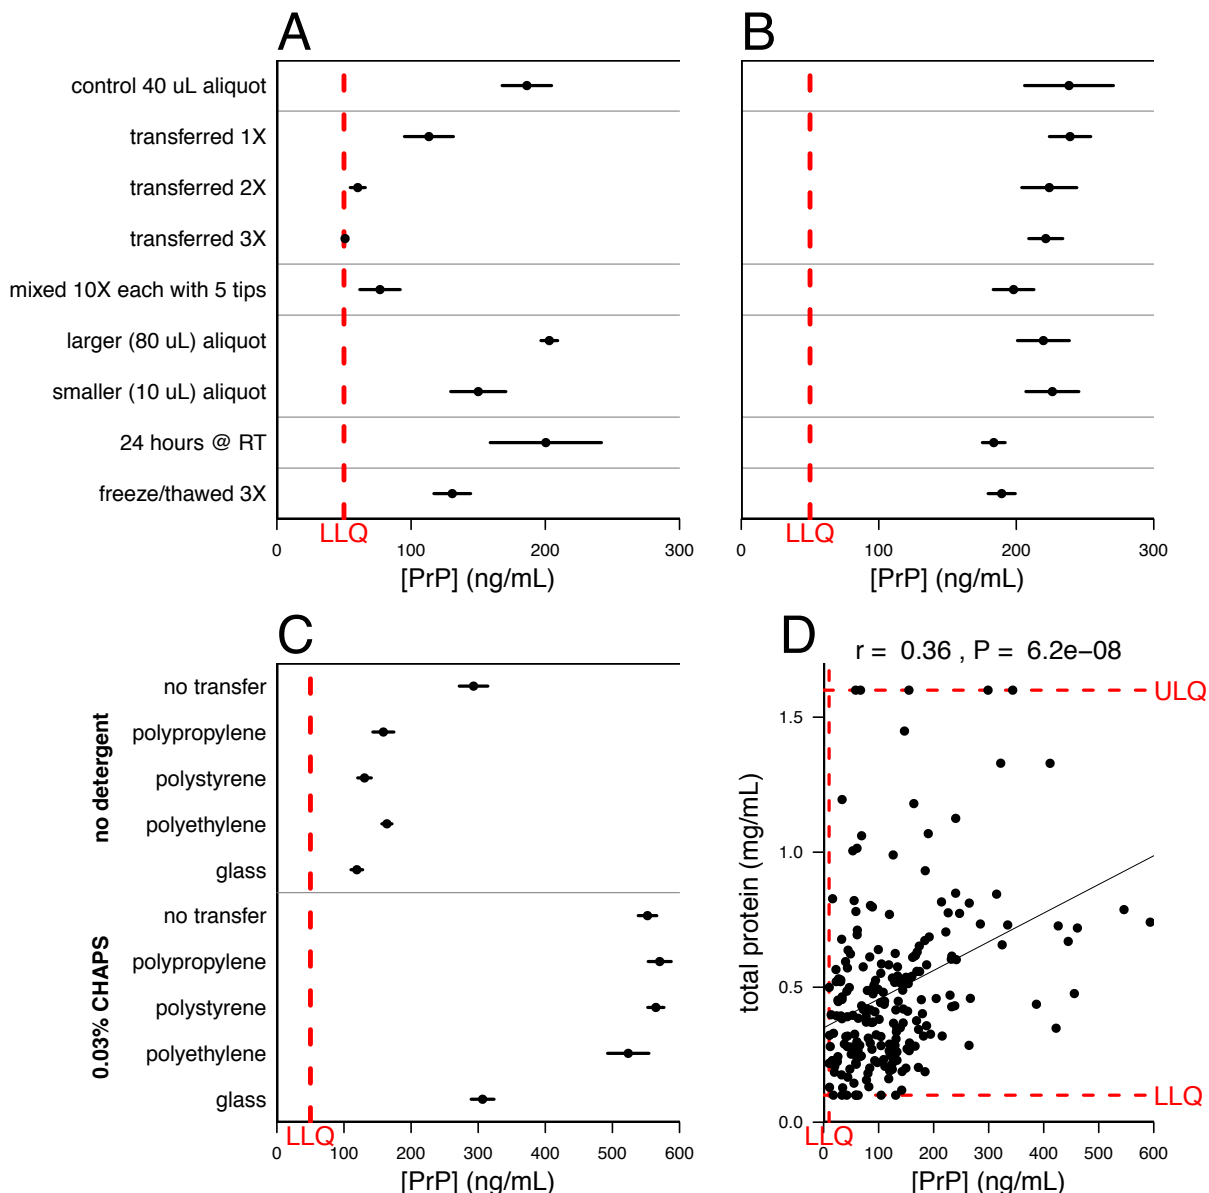 A
control 40 uL aliquot
transferred 1X
transferred 2X
transferred 3X
mixed 10X each with 5 tips
larger (80 uL) aliquot
smaller (10 uL) aliquot
24 hours @ RT
freeze/thawed 3X
LLQ
0 100 200 300
[PrP] (ng/mL)
B
LLQ
0 100 200 300
[PrP] (ng/mL)
C
no detergent
no transfer
polypropylene
polystyrene
polyethylene
glass
0.03% CHAPS
no transfer
polypropylene
polystyrene
polyethylene
glass
LLQ
0 100 200 300 400 500 600
[PrP] (ng/mL)
D
r = 0.36 , P = 6.2e−08
ULQ
total protein (mg/mL)
1.5
1.0
0.5
0.0
LLQ
LLQ
0 100 200 300 400 500 600
[PrP] (ng/mL)